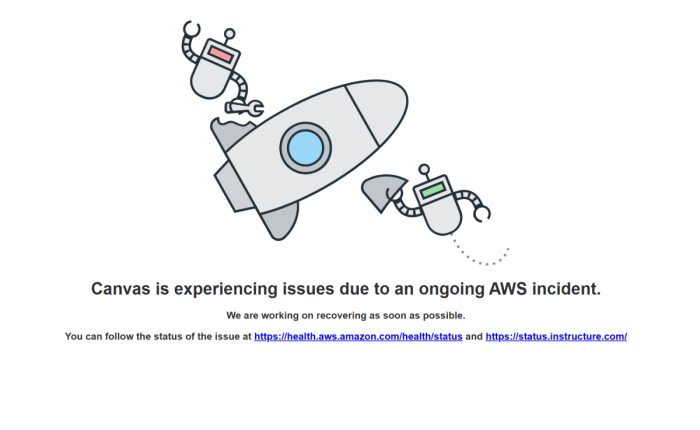 Canvas is experiencing issues due to an ongoing AWS incident.
We are working on recovering as soon as possible.
You can follow the status of the issue at https://health.aws.amazon.com/health/status and https://status.instructure.com/